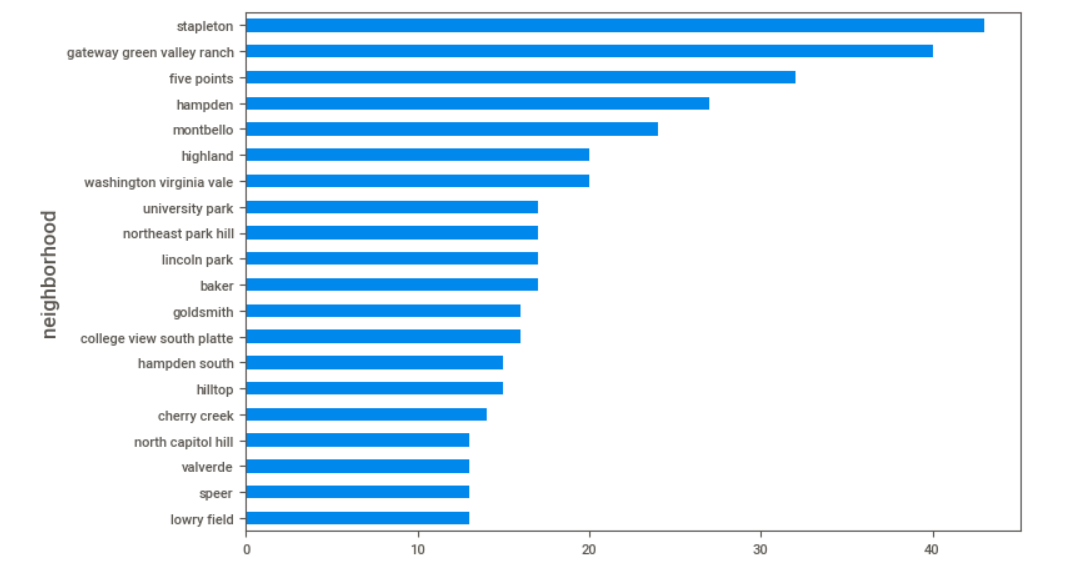 stapleton
gateway green valley ranch
five points
hampden
montbello
highland
washington virginia vale
university park
northeast park hill
lincoln park
baker
goldsmith
college view south platte
hampden south
hilltop
cherry creek
north capitol hill
valverde
speer
lowry field
neighborhood
0 10 20 30 40